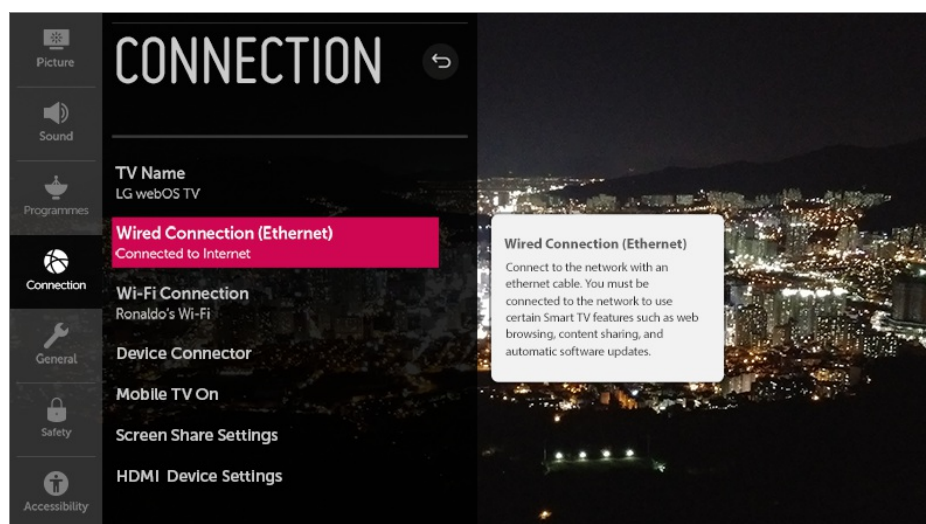 Picture
Sound
Programmes
Connection
General
Safety
Accessibility
CONNECTION
TV Name
LG webOS TV
Wired Connection (Ethernet)
Connected to Internet
Wi-Fi Connection
Ronaldo's Wi-Fi
Device Connector
Mobile TV On
Screen Share Settings
HDMI Device Settings
Wired Connection (Ethernet)
Connect to the network with an
ethernet cable. You must be
connected to the network to use
certain Smart TV features such as web
browsing, content sharing, and
automatic software updates.